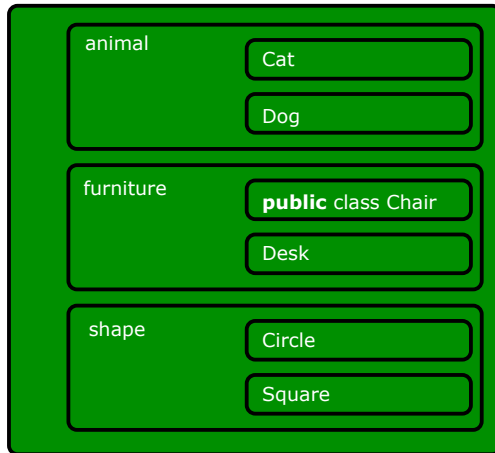 animal
Cat
Dog
furniture
public class Chair
Desk
shape
Circle
Square